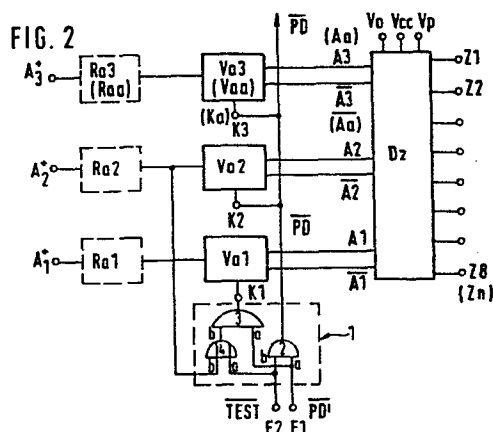 FIG. 2
PD
Vo Vcc Vp
A3+ Ra3 (Raa) Va3 (Vaa) (Aa) A3 Z1
(Ka) K3 A3 Z2
(Aa)
A2+ Ra2 Va2 A2 Dz
K2 A2
PD
A1+ Ra1 Va1 A1
K1 A1 Z8
(Zn)
3 1
b a
4 2
b a b a
TEST PD'
E2 E1